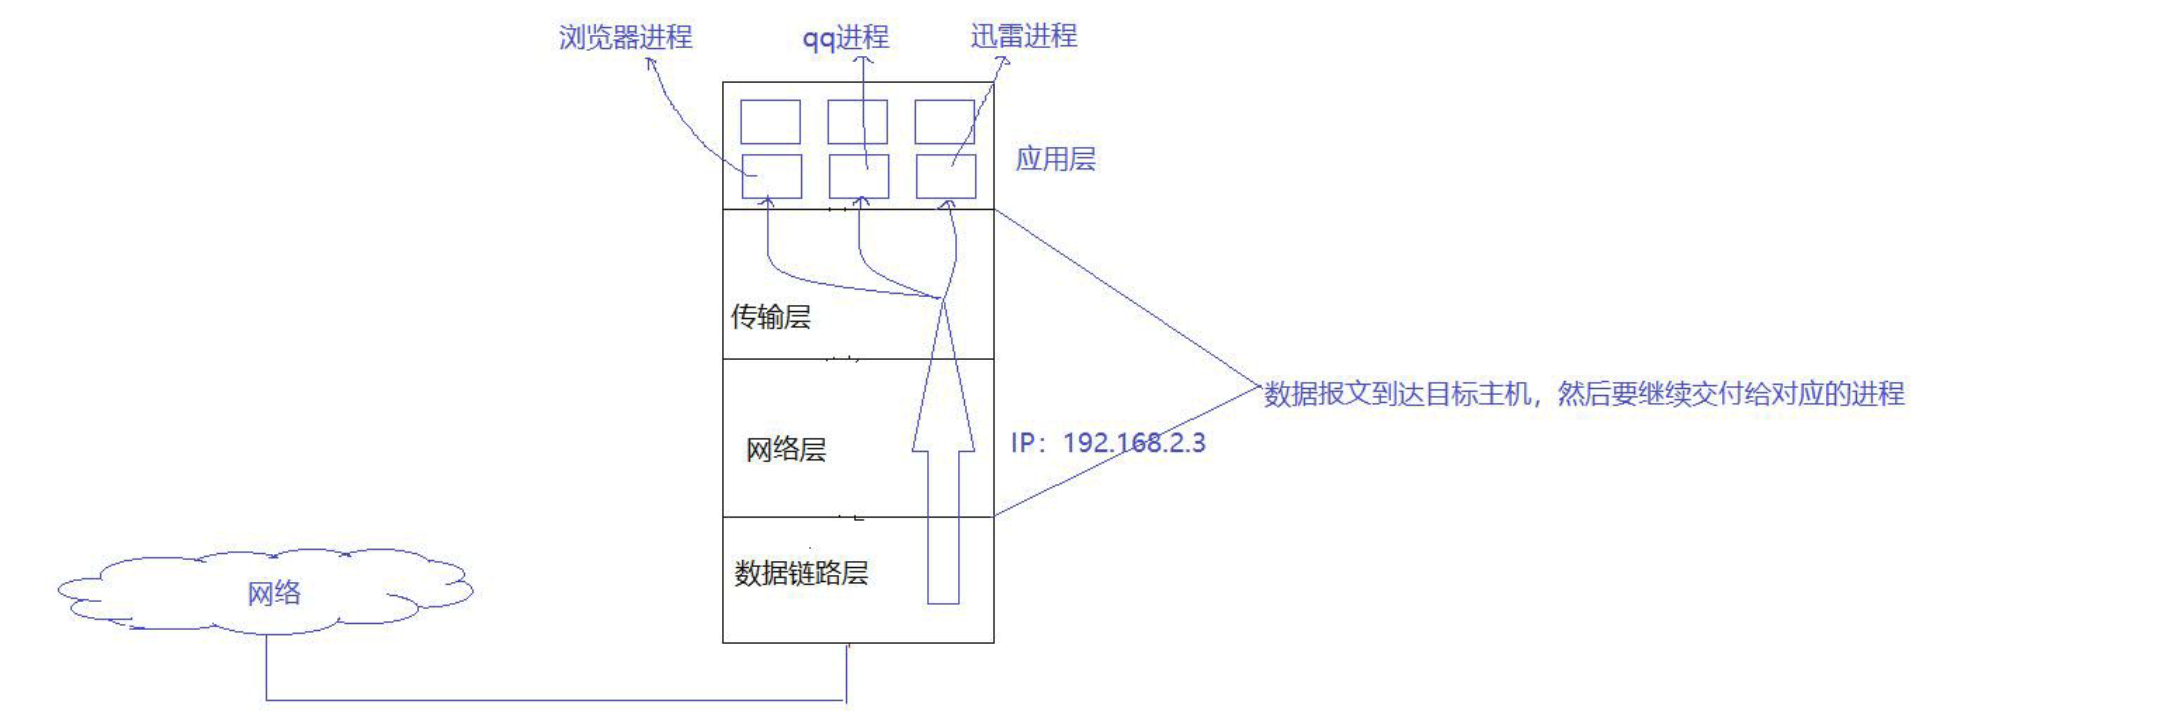 浏览器进程
qq进程
迅雷进程
应用层
传输层
数据报文到达目标主机，然后要继续交付给对应的进程
网络层
IP：192.168.2.3
数据链路层
网络